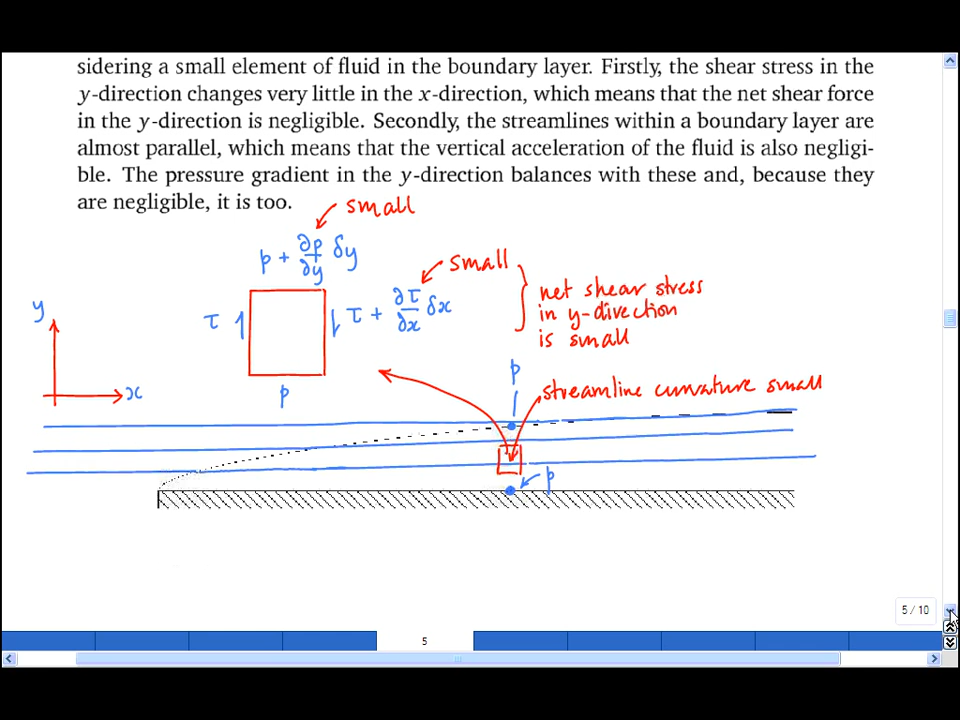 sidering a small element of fluid in the boundary layer. Firstly, the shear stress in the
y-direction changes very little in the x-direction, which means that the net shear force
in the y-direction is negligible. Secondly, the streamlines within a boundary layer are
almost parallel, which means that the vertical acceleration of the fluid is also negligi-
ble. The pressure gradient in the y-direction balances with these and, because they
are negligible, it is too.
small
p + ∂p/∂y δy
small
τ
τ + ∂τ/∂x δx
net shear stress
in y-direction
is small
y
x
p
p
streamline curvature small
p
5 / 10
5